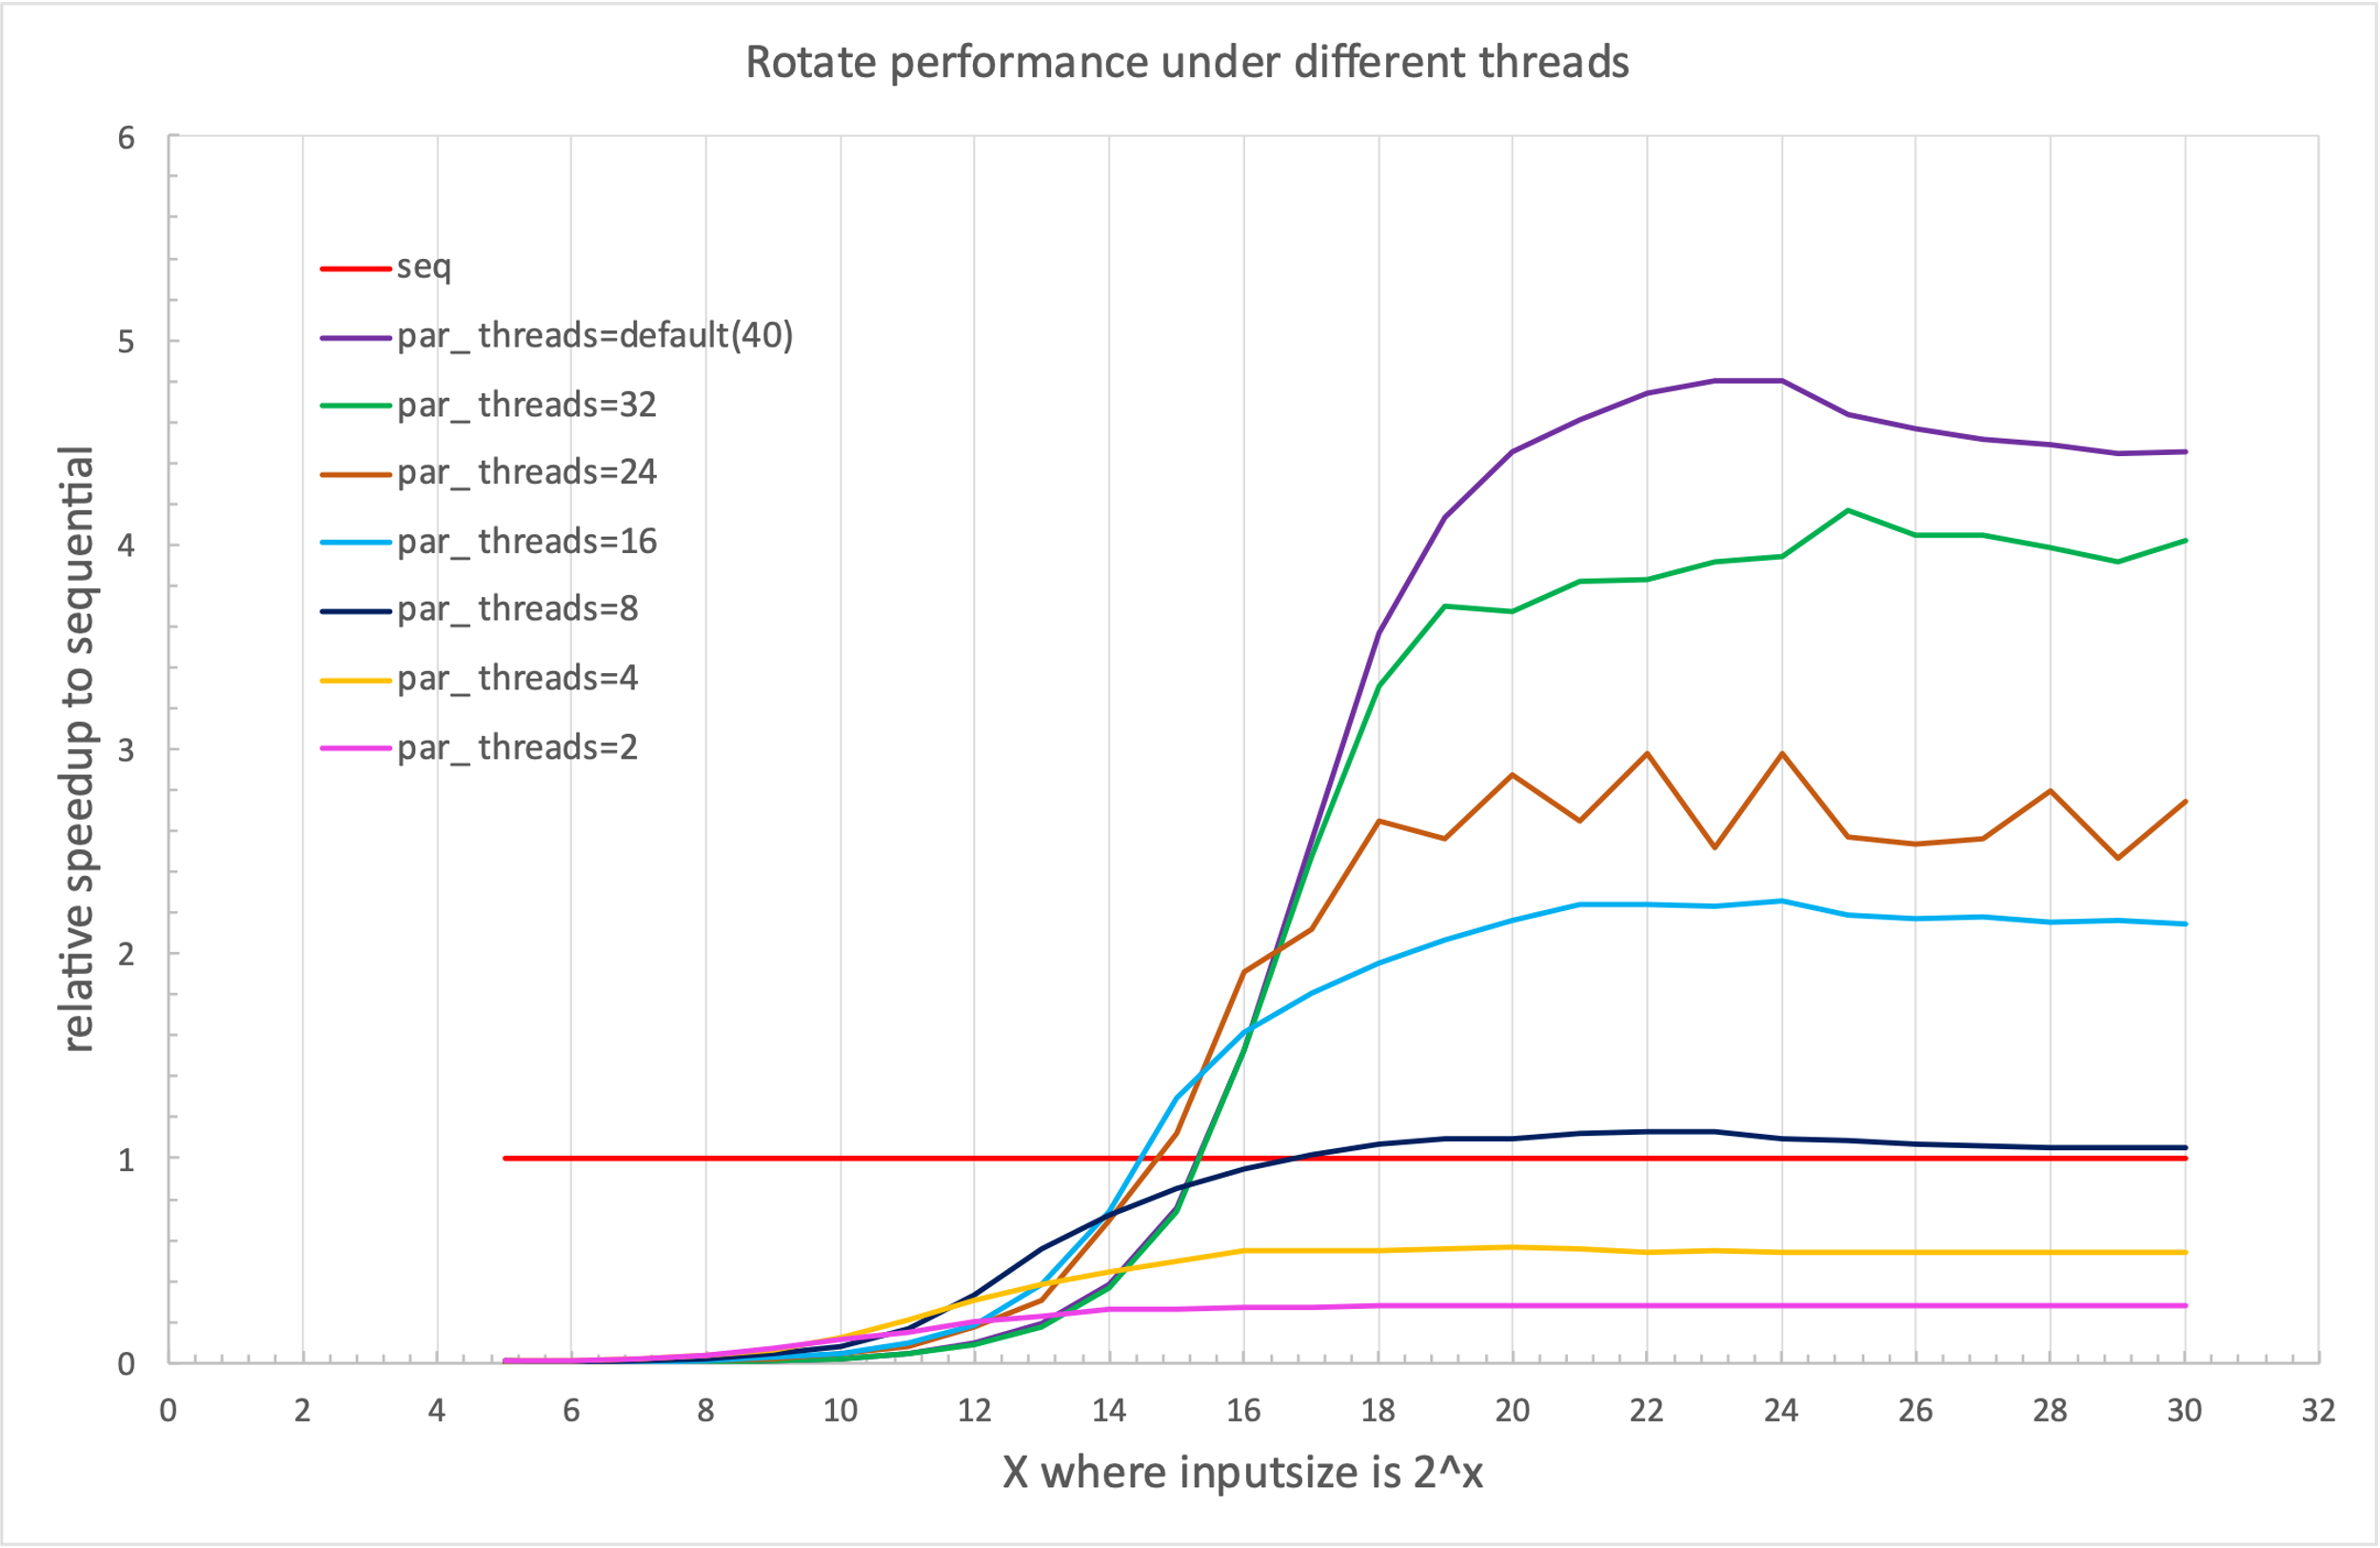 Rotate performance under different threads
relative speedup to sequential
6
5
4
3
2
1
0
seq
par_ threads=default(40)
par_ threads=32
par_ threads=24
par_ threads=16
par_ threads=8
par_ threads=4
par_ threads=2
0 2 4 6 8 10 12 14 16 18 20 22 24 26 28 30 32
X where inputsize is 2^x